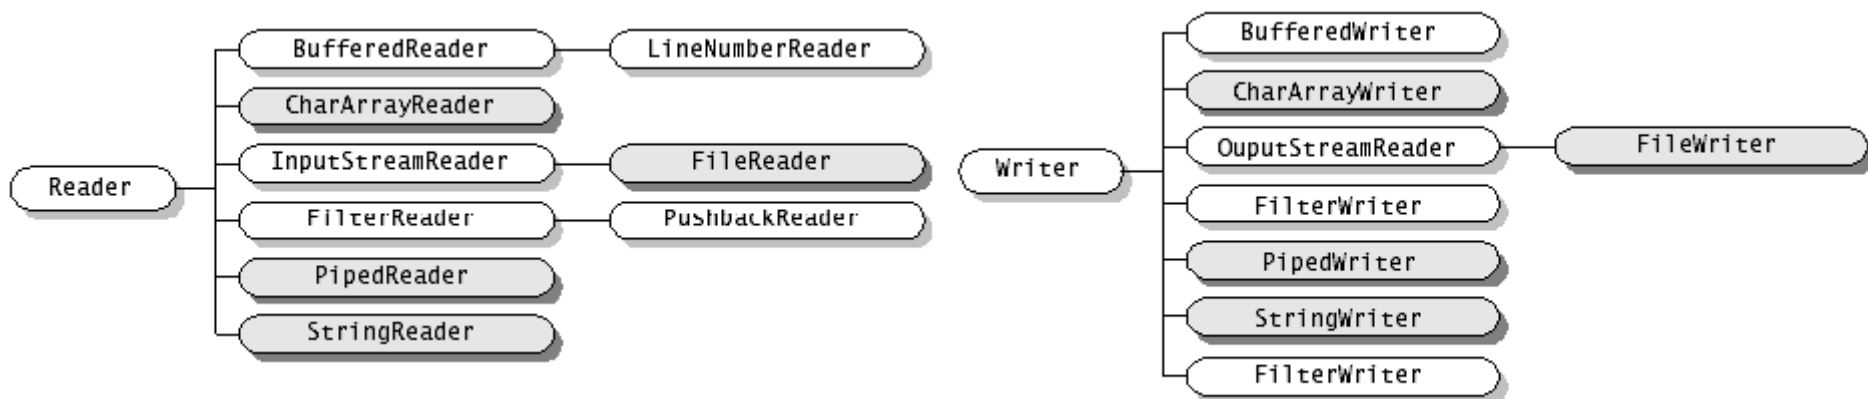 Reader
BufferedReader
LineNumberReader
CharArrayReader
InputStreamReader
FileReader
FilterReader
PushbackReader
PipedReader
StringReader
Writer
BufferedWriter
CharArrayWriter
OuputStreamReader
FileWriter
FilterWriter
PipedWriter
StringWriter
FilterWriter